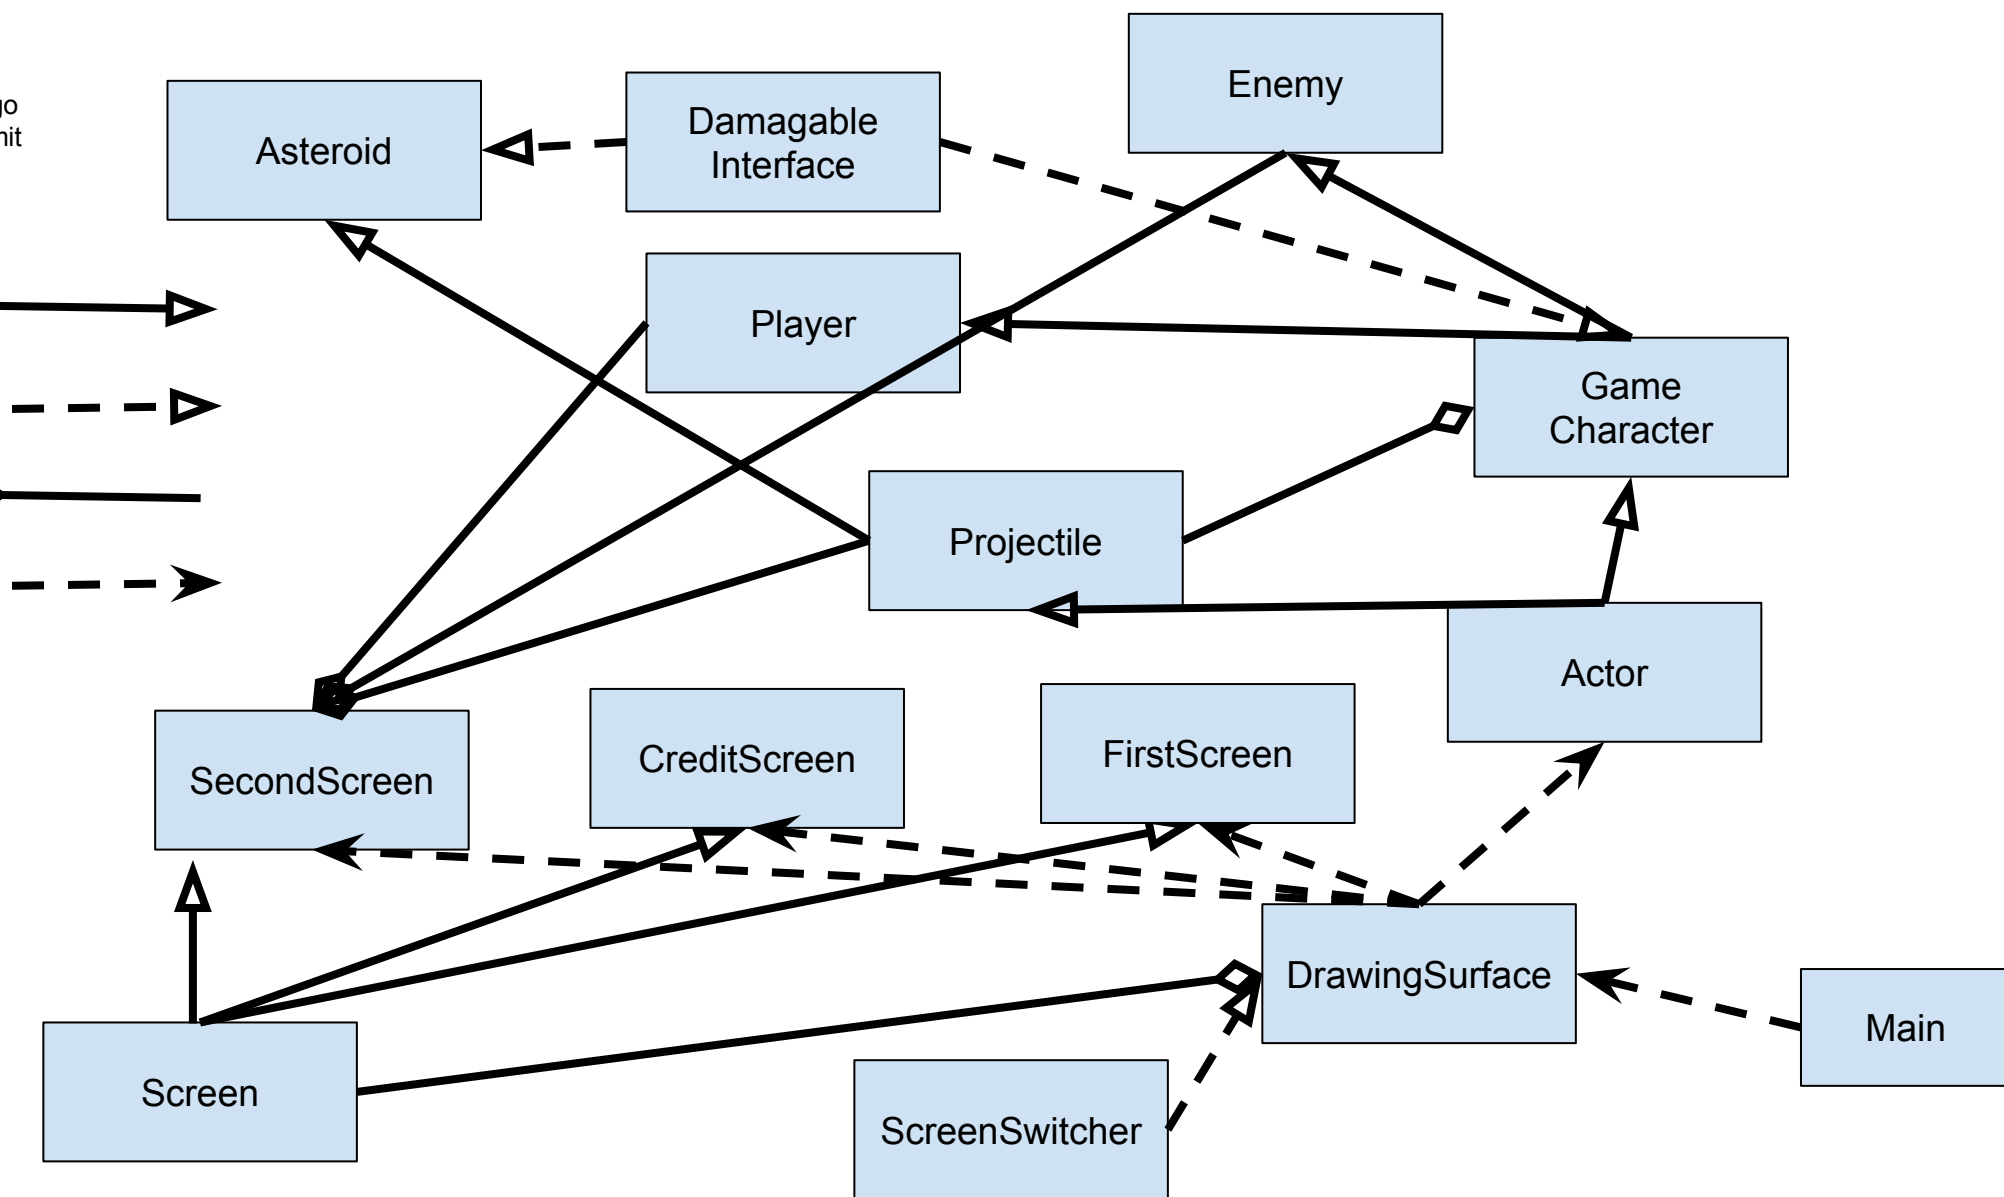 Enemy
Asteroid
Damagable
Interface
Player
Game
Character
Projectile
Actor
SecondScreen
CreditScreen
FirstScreen
DrawingSurface
Main
Screen
ScreenSwitcher